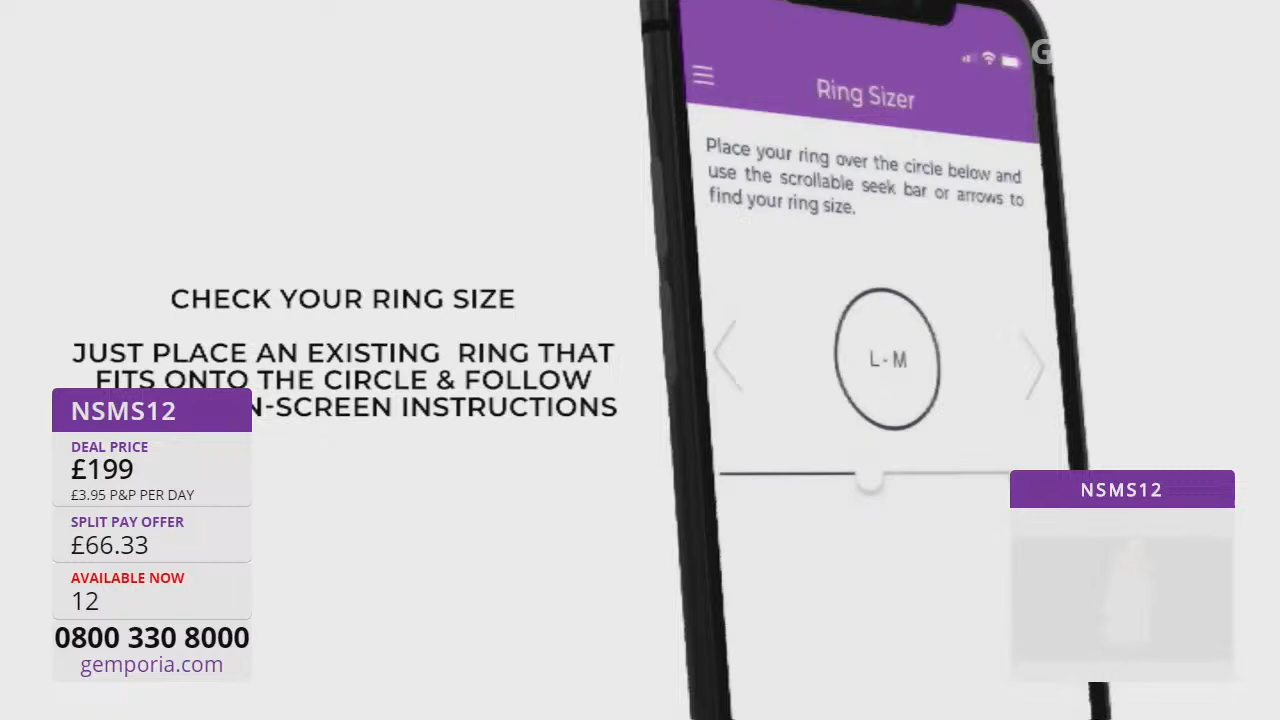 Ring Sizer
Place your ring over the circle below and
use the scrollable seek bar or arrows to
find your ring size.
L - M
CHECK YOUR RING SIZE
JUST PLACE AN EXISTING RING THAT
FITS ONTO THE CIRCLE & FOLLOW
N-SCREEN INSTRUCTIONS
NSMS12
DEAL PRICE
£199
£3.95 P&P PER DAY
SPLIT PAY OFFER
£66.33
AVAILABLE NOW
12
0800 330 8000
gemporia.com
NSMS12